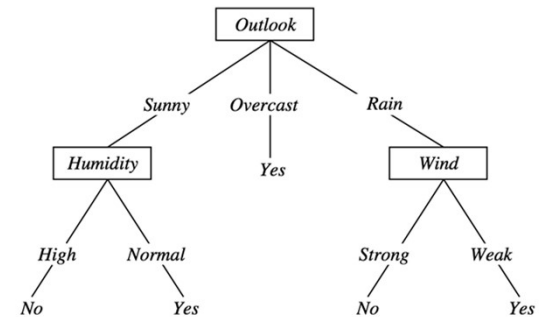 Outlook
Sunny Overcast Rain
Humidity Yes Wind
High Normal Strong Weak
No Yes No Yes